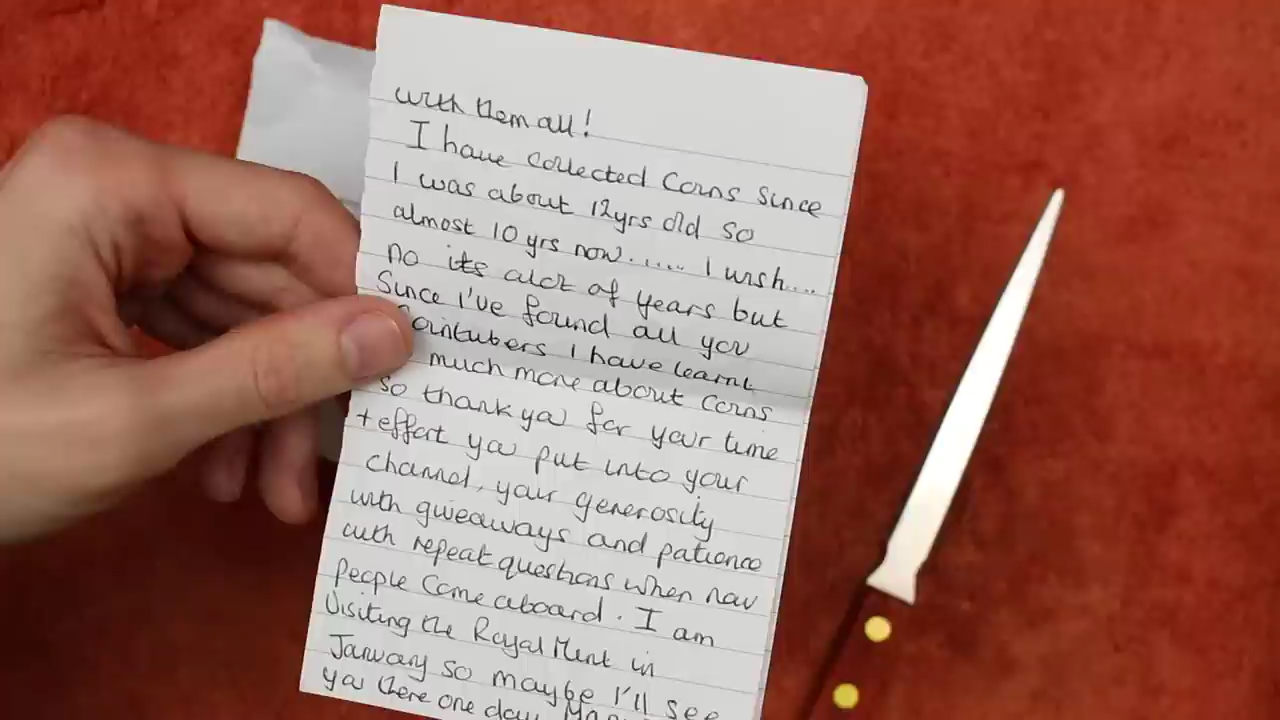 with them all!
I have collected Coins Since
I was about 12yrs old so
almost 10 yrs now...... I wish....
no its alot of years but
Since I've found all you
Cointubers I have learnt
much more about Coins
so thank you for your time
+ effort you put into your
channel, your generosity
with giveaways and patience
with repeat questions when new
people come aboard. I am
Visiting the Royal Mint in
January so maybe I'll see
you there one day.